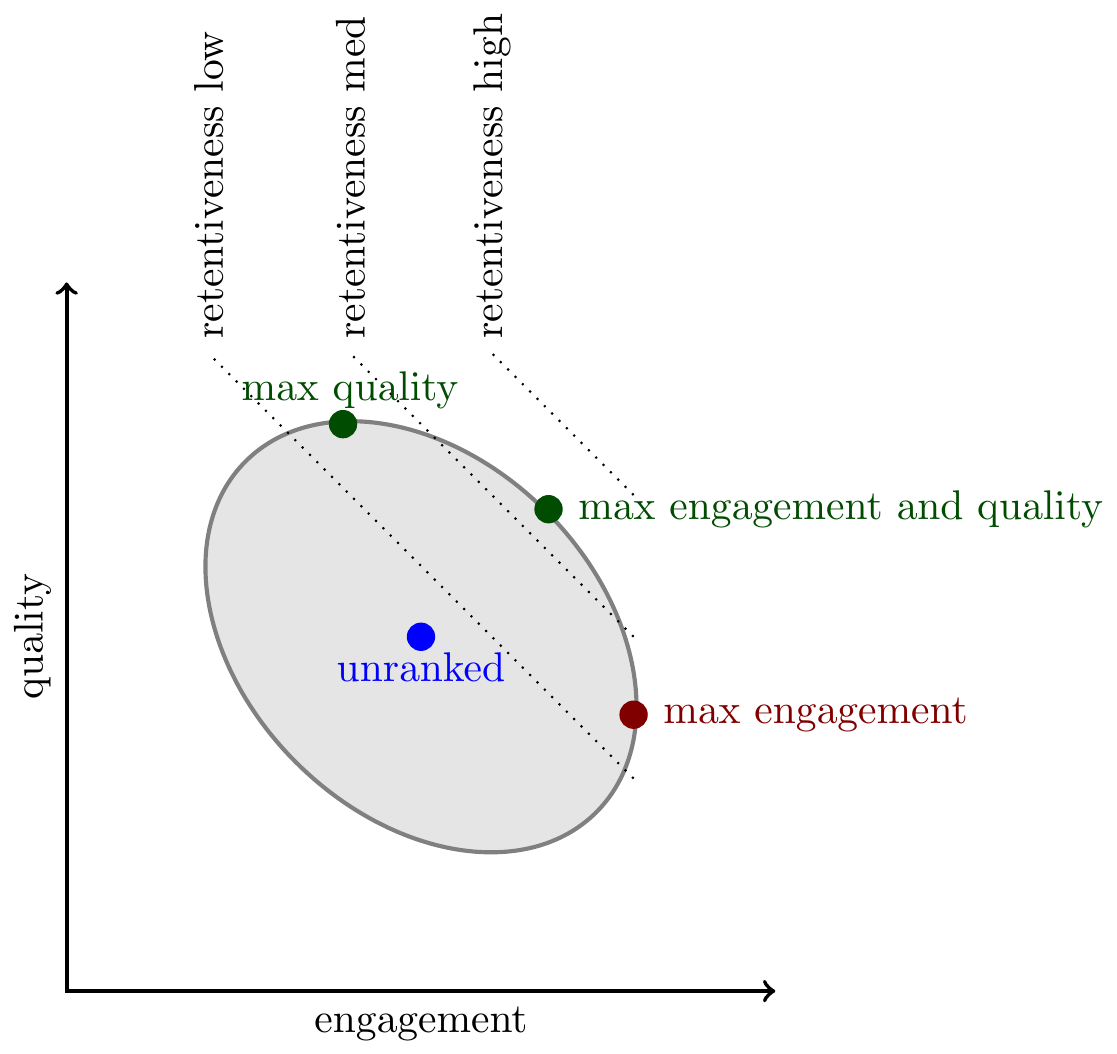 retentiveness low
retentiveness med
retentiveness high
max quality
max engagement and quality
unranked
max engagement
quality
engagement